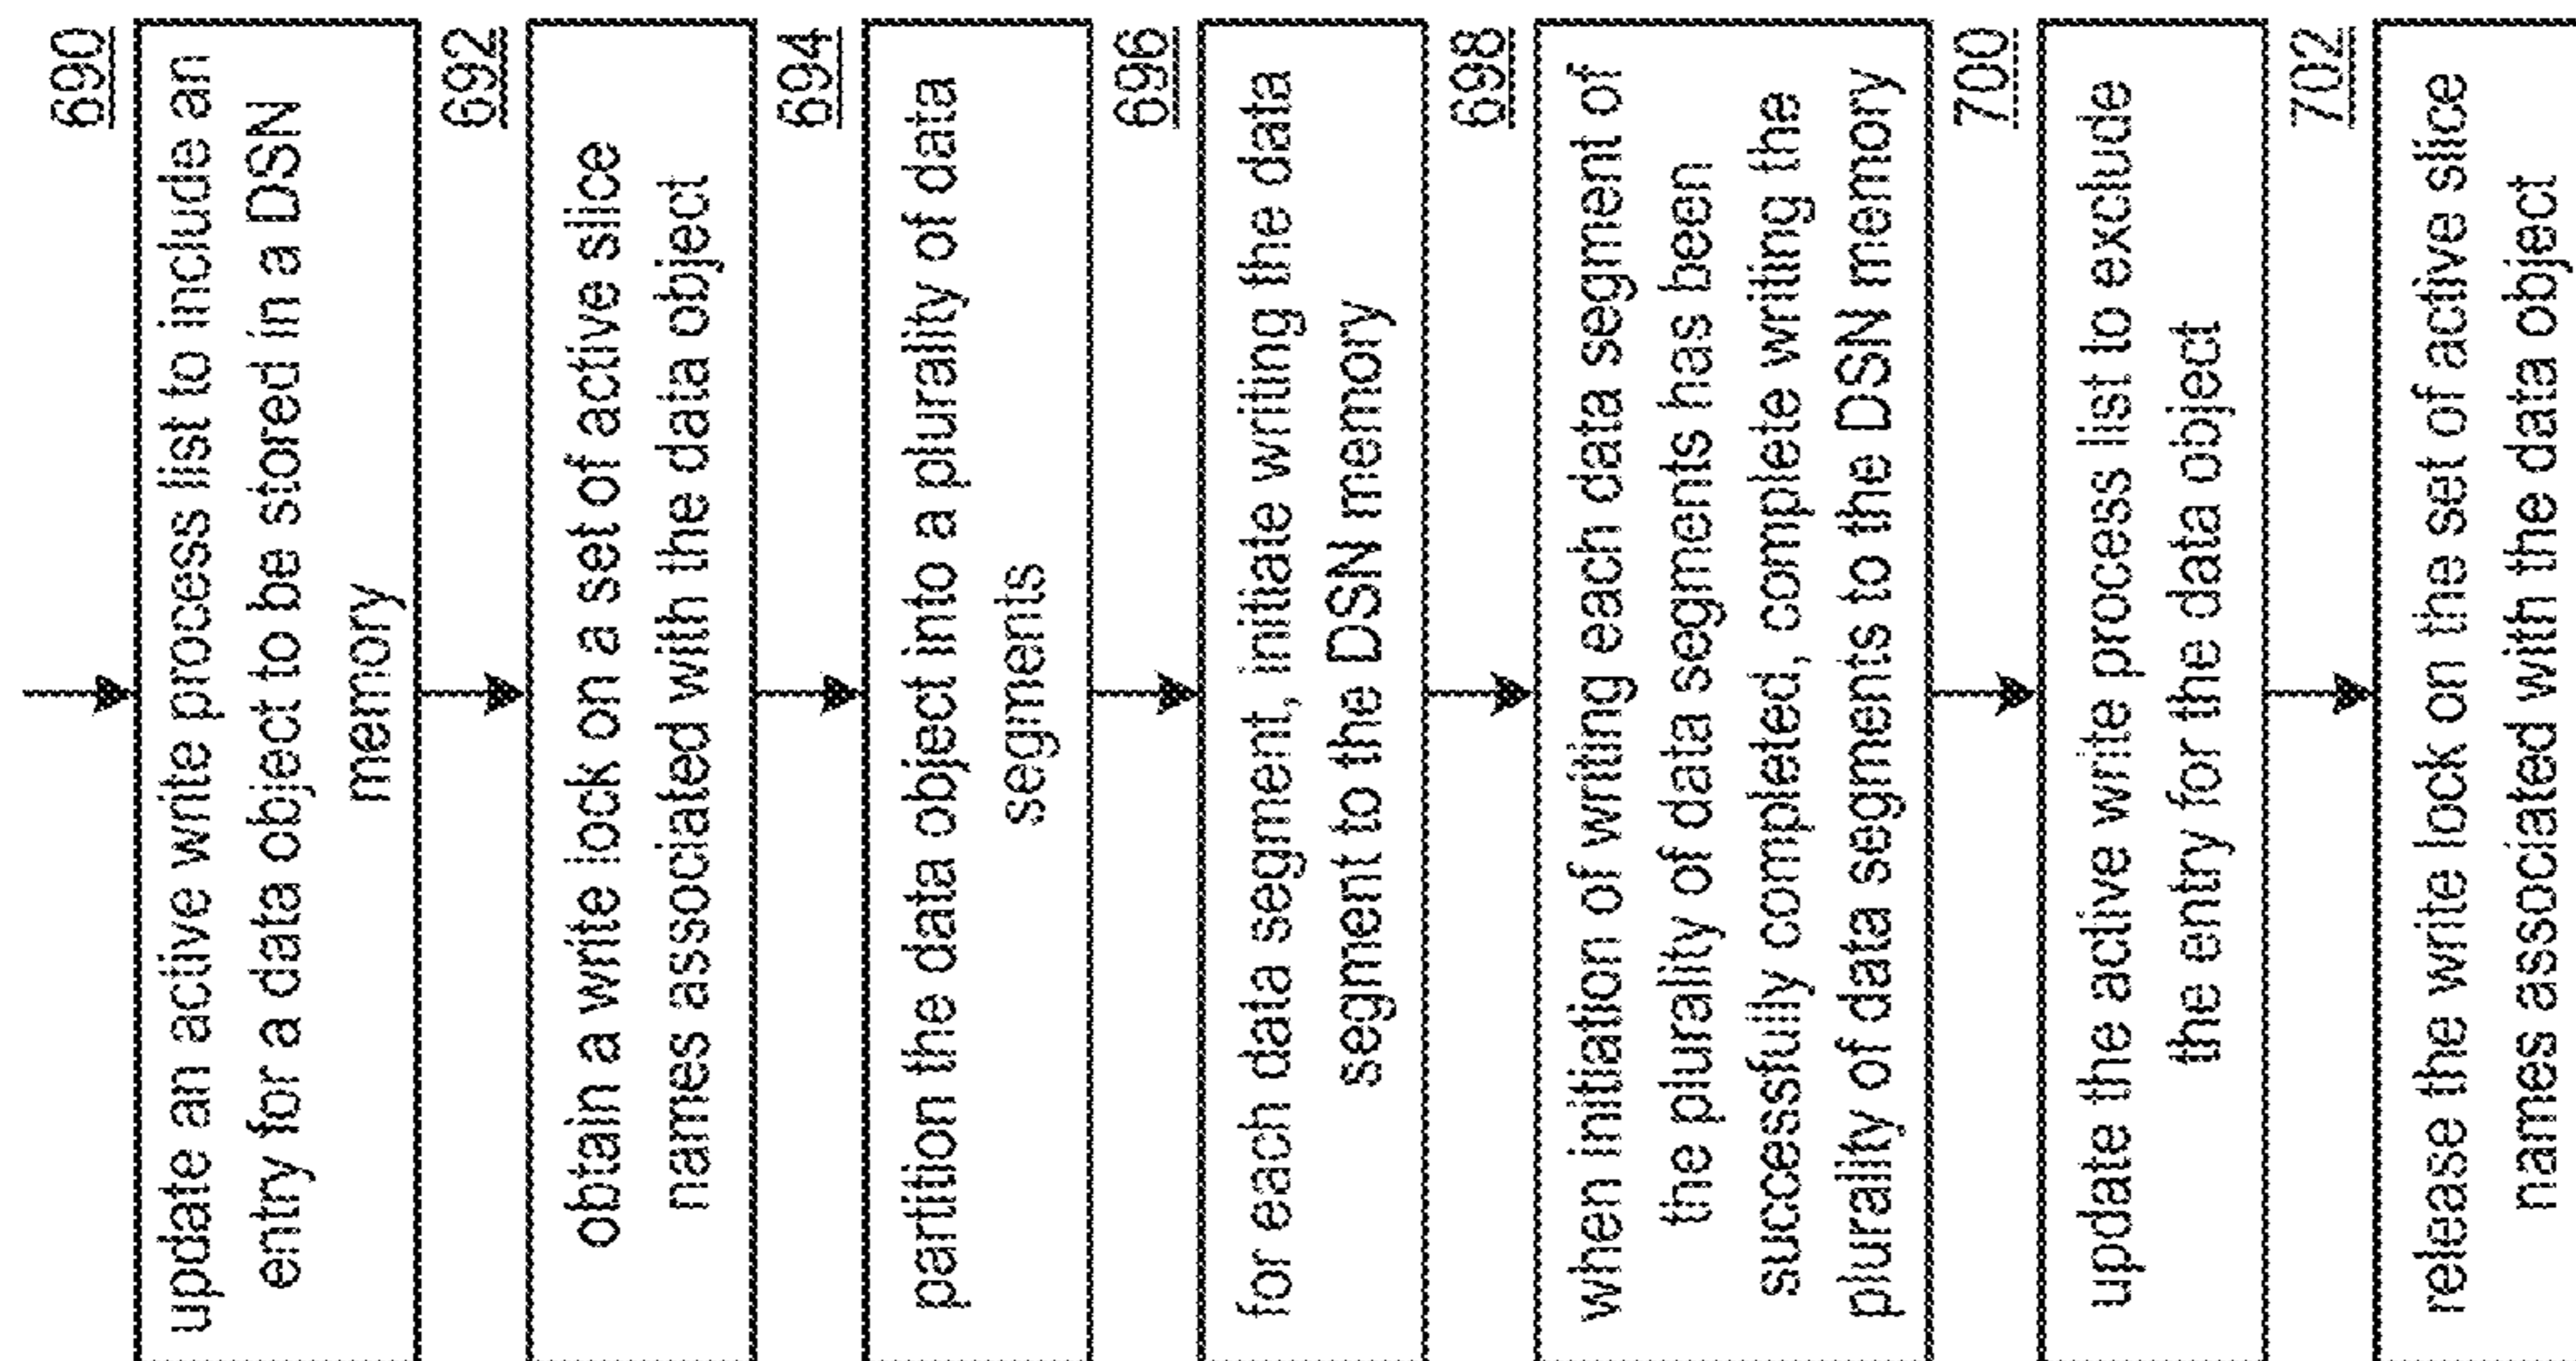 690
update an active write process list to include an
entry for a data object to be stored in a DSN
memory
692
obtain a write lock on a set of active slice
names associated with the data object
694
partition the data object into a plurality of data
segments
696
for each data segment, initiate writing the data
segment to the DSN memory
698
when initiation of writing each data segment of
the plurality of data segments has been
successfully completed, complete writing the
plurality of data segments to the DSN memory
700
update the active write process list to exclude
the entry for the data object
702
release the write lock on the set of active slice
names associated with the data object